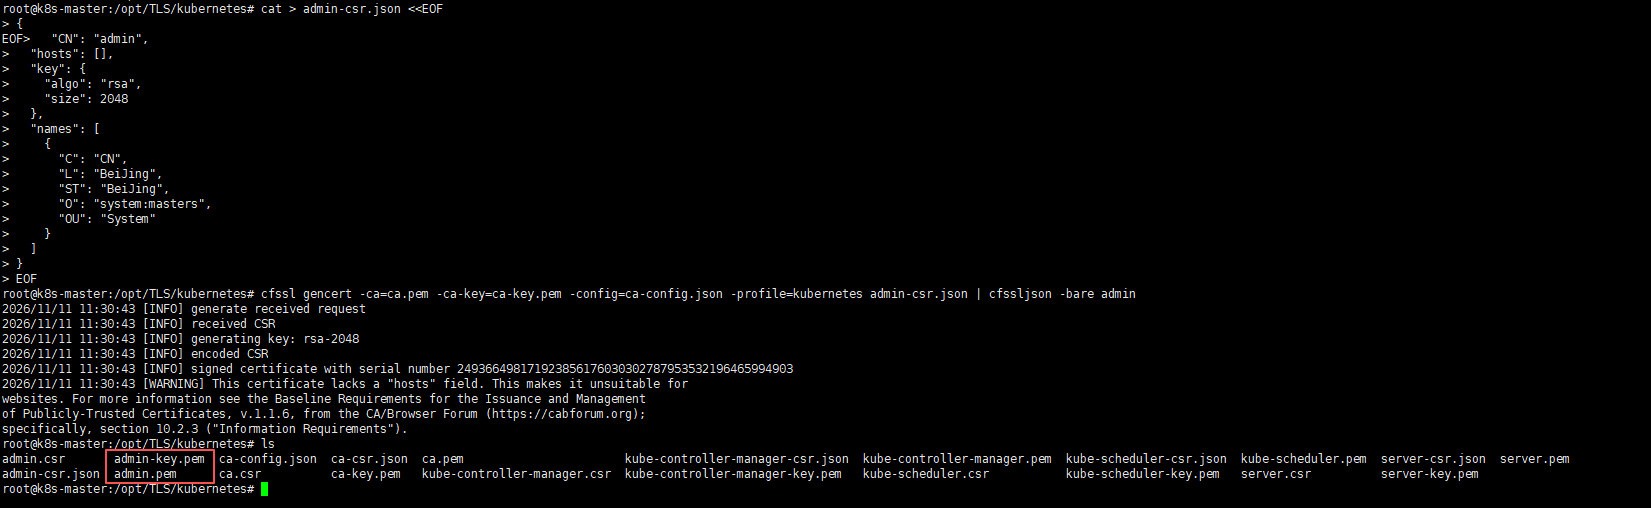 root@k8s-master:/opt/TLS/kubernetes# cat > admin-csr.json <<EOF
> {
EOF>   "CN": "admin",
>   "hosts": [],
>   "key": {
>     "algo": "rsa",
>     "size": 2048
>   },
>   "names": [
>     {
>       "C": "CN",
>       "L": "BeiJing",
>       "ST": "BeiJing",
>       "O": "system:masters",
>       "OU": "System"
>     }
>   ]
> }
> EOF
root@k8s-master:/opt/TLS/kubernetes# cfssl gencert -ca=ca.pem -ca-key=ca-key.pem -config=ca-config.json -profile=kubernetes admin-csr.json | cfssljson -bare admin
2026/11/11 11:30:43 [INFO] generate received request
2026/11/11 11:30:43 [INFO] received CSR
2026/11/11 11:30:43 [INFO] generating key: rsa-2048
2026/11/11 11:30:43 [INFO] encoded CSR
2026/11/11 11:30:43 [INFO] signed certificate with serial number 249366498171923856176030302787953532196465994903
2026/11/11 11:30:43 [WARNING] This certificate lacks a "hosts" field. This makes it unsuitable for
websites. For more information see the Baseline Requirements for the Issuance and Management
of Publicly-Trusted Certificates, v.1.1.6, from the CA/Browser Forum (https://cabforum.org);
specifically, section 10.2.3 ("Information Requirements").
root@k8s-master:/opt/TLS/kubernetes# ls
admin.csr       admin-key.pem  ca-config.json  ca-csr.json  ca.pem                       kube-controller-manager-csr.json  kube-controller-manager.pem  kube-scheduler-csr.json  kube-scheduler.pem  server-csr.json  server.pem
admin-csr.json  admin.pem      ca.csr          ca-key.pem   kube-controller-manager.csr  kube-controller-manager-key.pem   kube-scheduler.csr           kube-scheduler-key.pem   server.csr          server-key.pem
root@k8s-master:/opt/TLS/kubernetes#